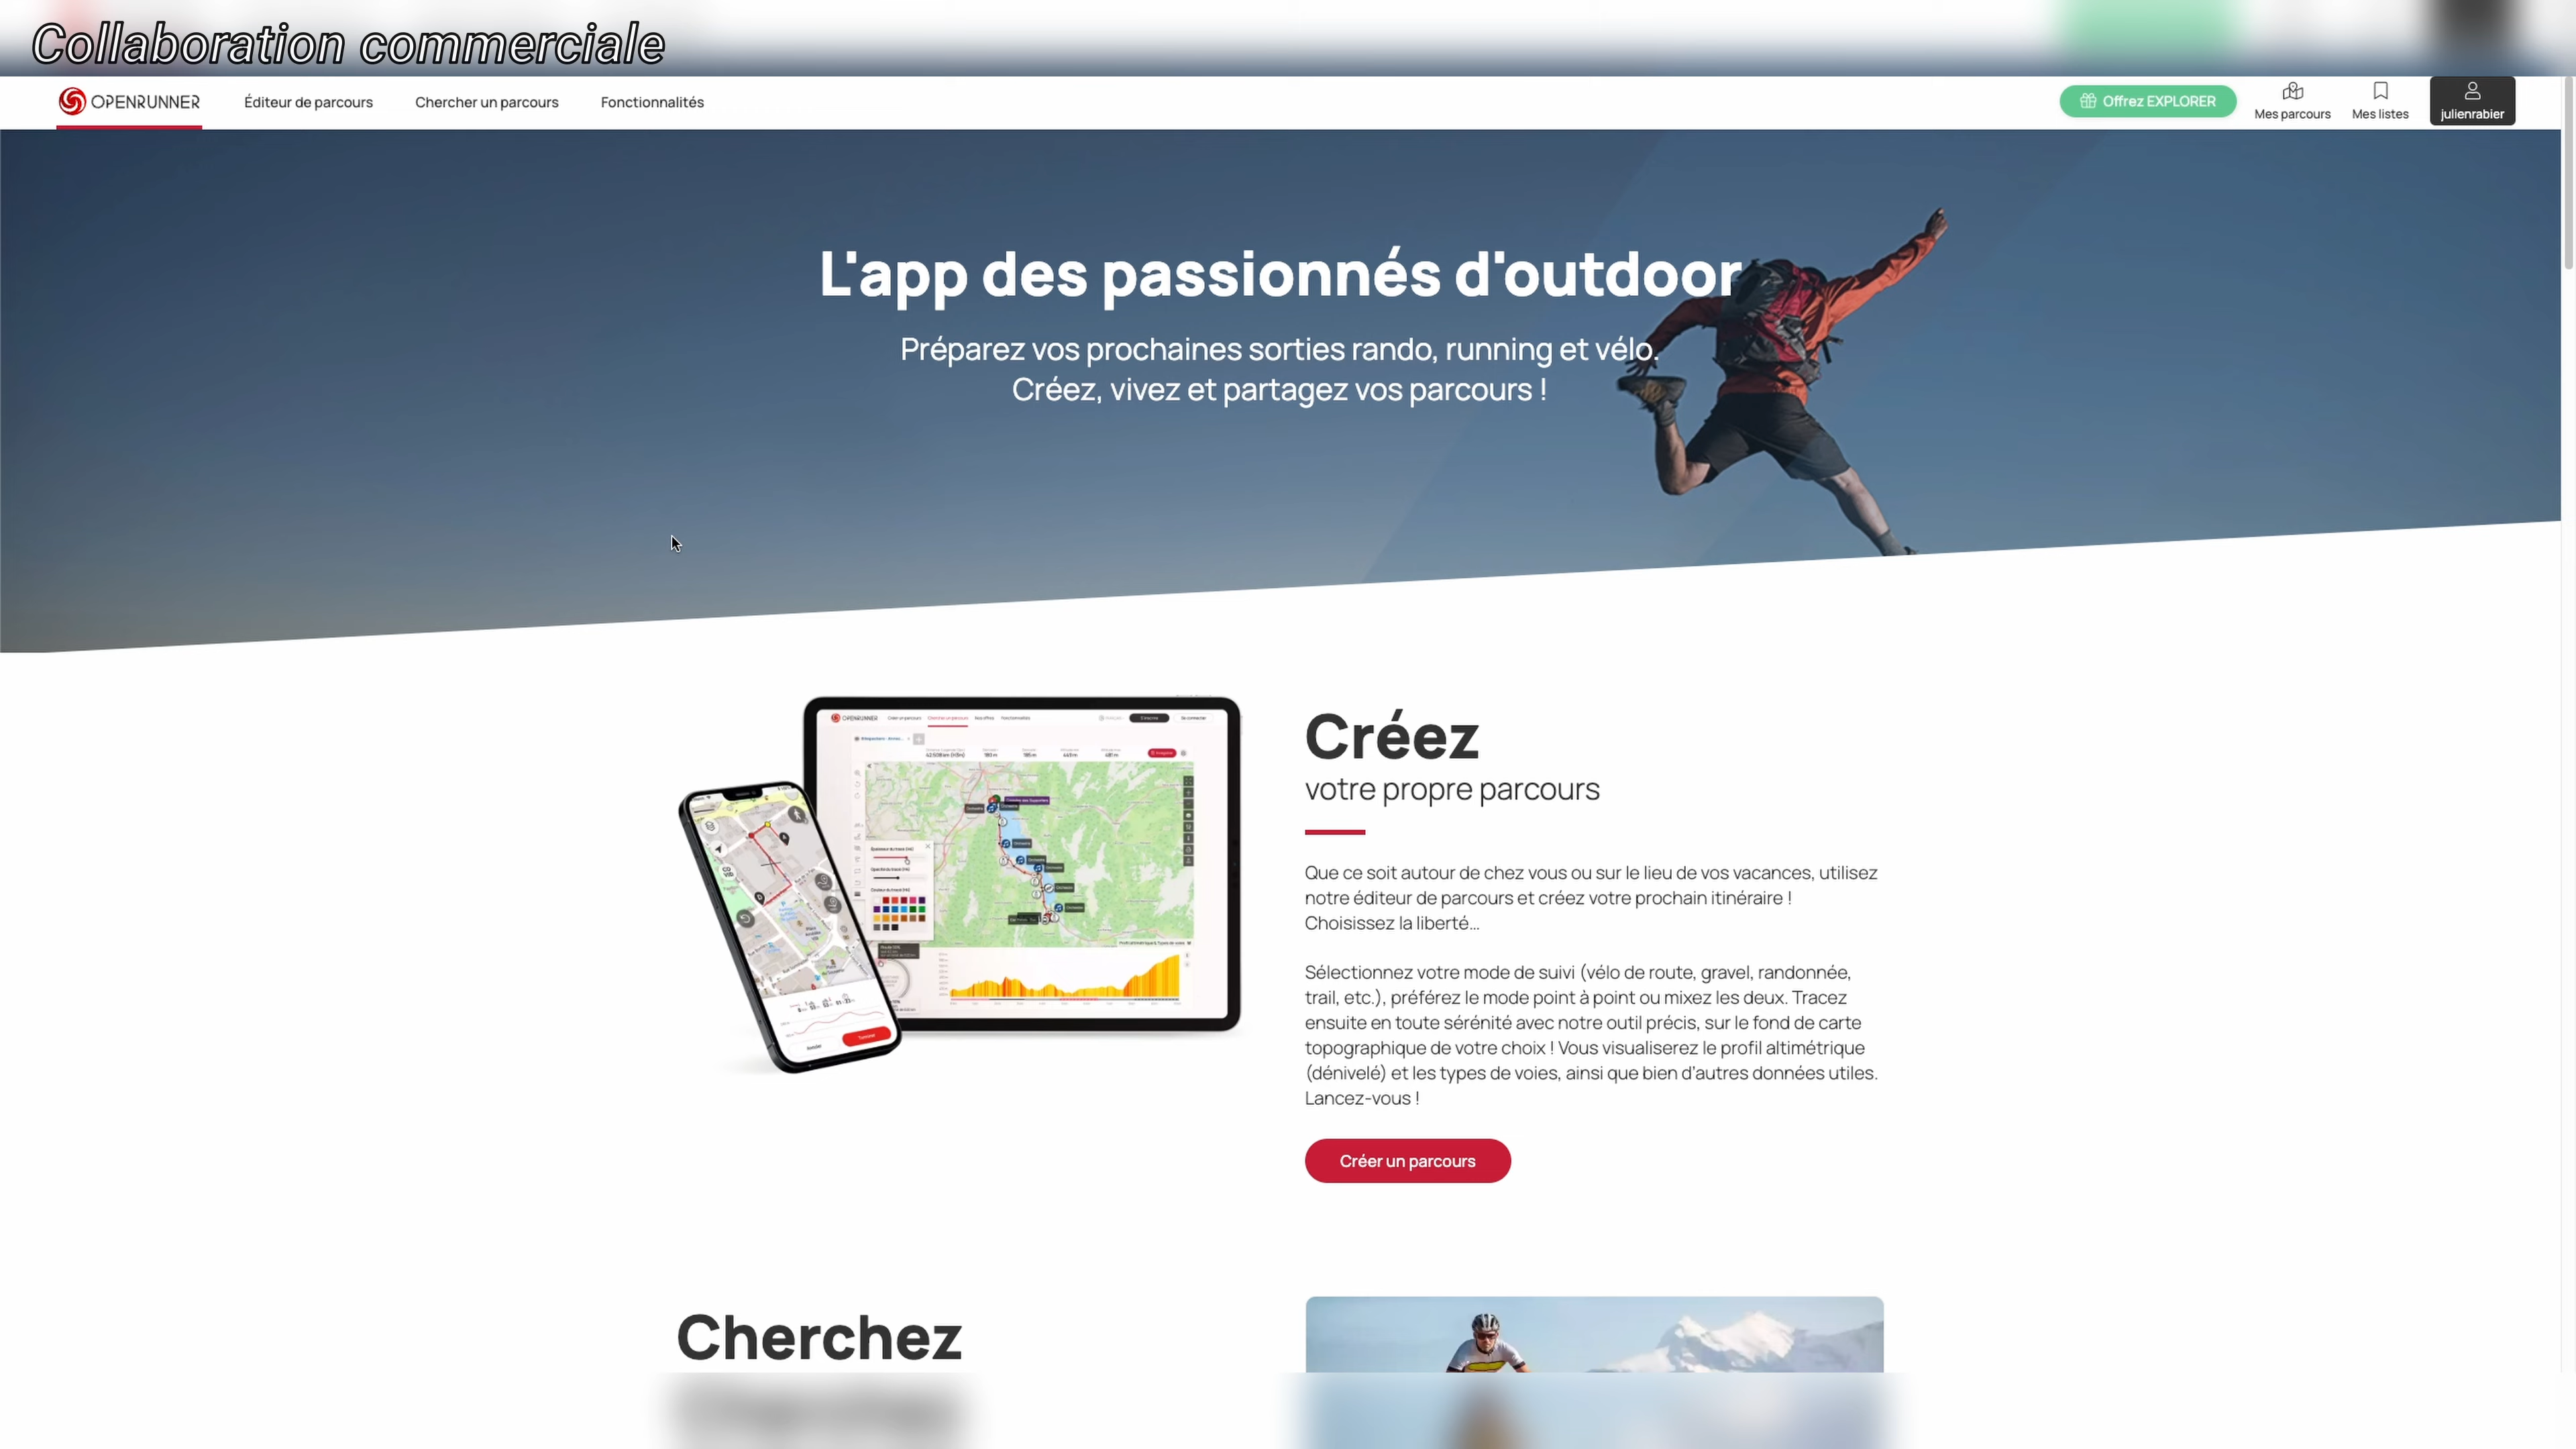 Collaboration commerciale
OPENRUNNER
Éditeur de parcours
Chercher un parcours
Fonctionnalités
Offrez EXPLORER
Mes parcours
Mes listes
julienrabier
L'app des passionnés d'outdoor
Préparez vos prochaines sorties rando, running et vélo.
Créez, vivez et partagez vos parcours !
OPENRUNNER
Créez
votre propre parcours
Que ce soit autour de chez vous ou sur le lieu de vos vacances, utilisez
notre éditeur de parcours et créez votre prochain itinéraire !
Choisissez la liberté...
Sélectionnez votre mode de suivi (vélo de route, gravel, randonnée,
trail, etc.), préférez le mode point à point ou mixez les deux. Tracez
ensuite en toute sérénité avec notre outil précis, sur le fond de carte
topographique de votre choix ! Vous visualiserez le profil altimétrique
(dénivelé) et les types de voies, ainsi que bien d'autres données utiles.
Lancez-vous !
Créer un parcours
Cherchez